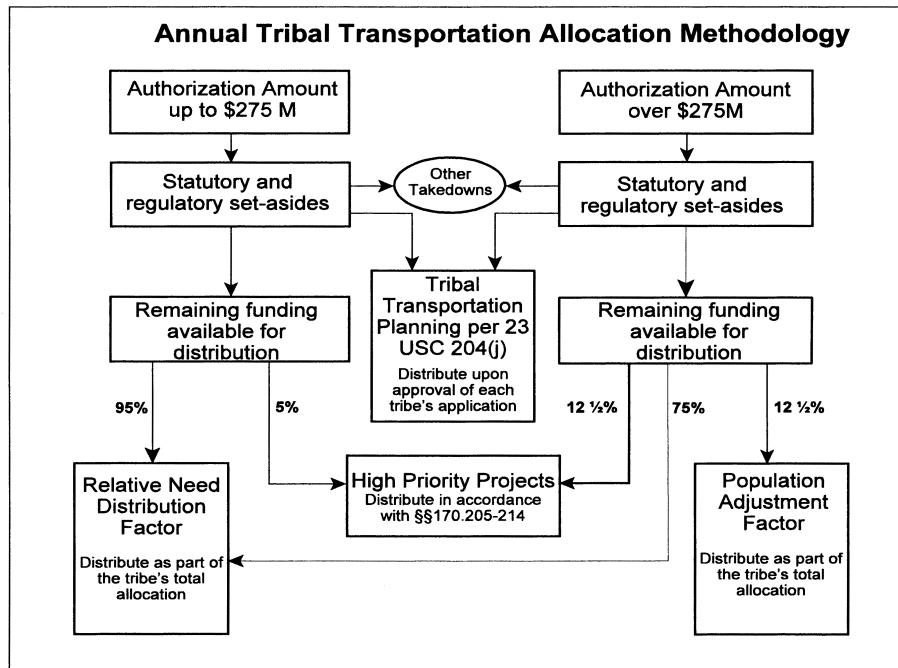 Annual Tribal Transportation Allocation Methodology
Authorization Amount
up to $275 M
Authorization Amount
over $275M
Other
Takedowns
Statutory and
regulatory set-asides
Statutory and
regulatory set-asides
Tribal
Transportation
Planning per 23
USC 204(j)
Distribute upon
approval of each
tribe's application
Remaining funding
available for
distribution
Remaining funding
available for
distribution
95%
5%
12 ½%
75%
12 ½%
Relative Need
Distribution
Factor
Distribute as part of
the tribe's total
allocation
High Priority Projects
Distribute in accordance
with §§170.205-214
Population
Adjustment
Factor
Distribute as part of
the tribe's total
allocation